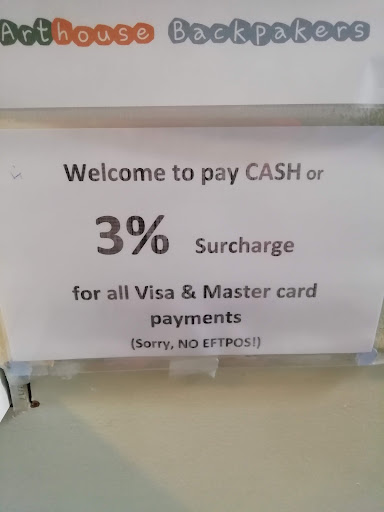 Arthouse Backpakers
Welcome to pay CASH or
3% Surcharge
for all Visa & Master card
payments
(Sorry, NO EFTPOS!)